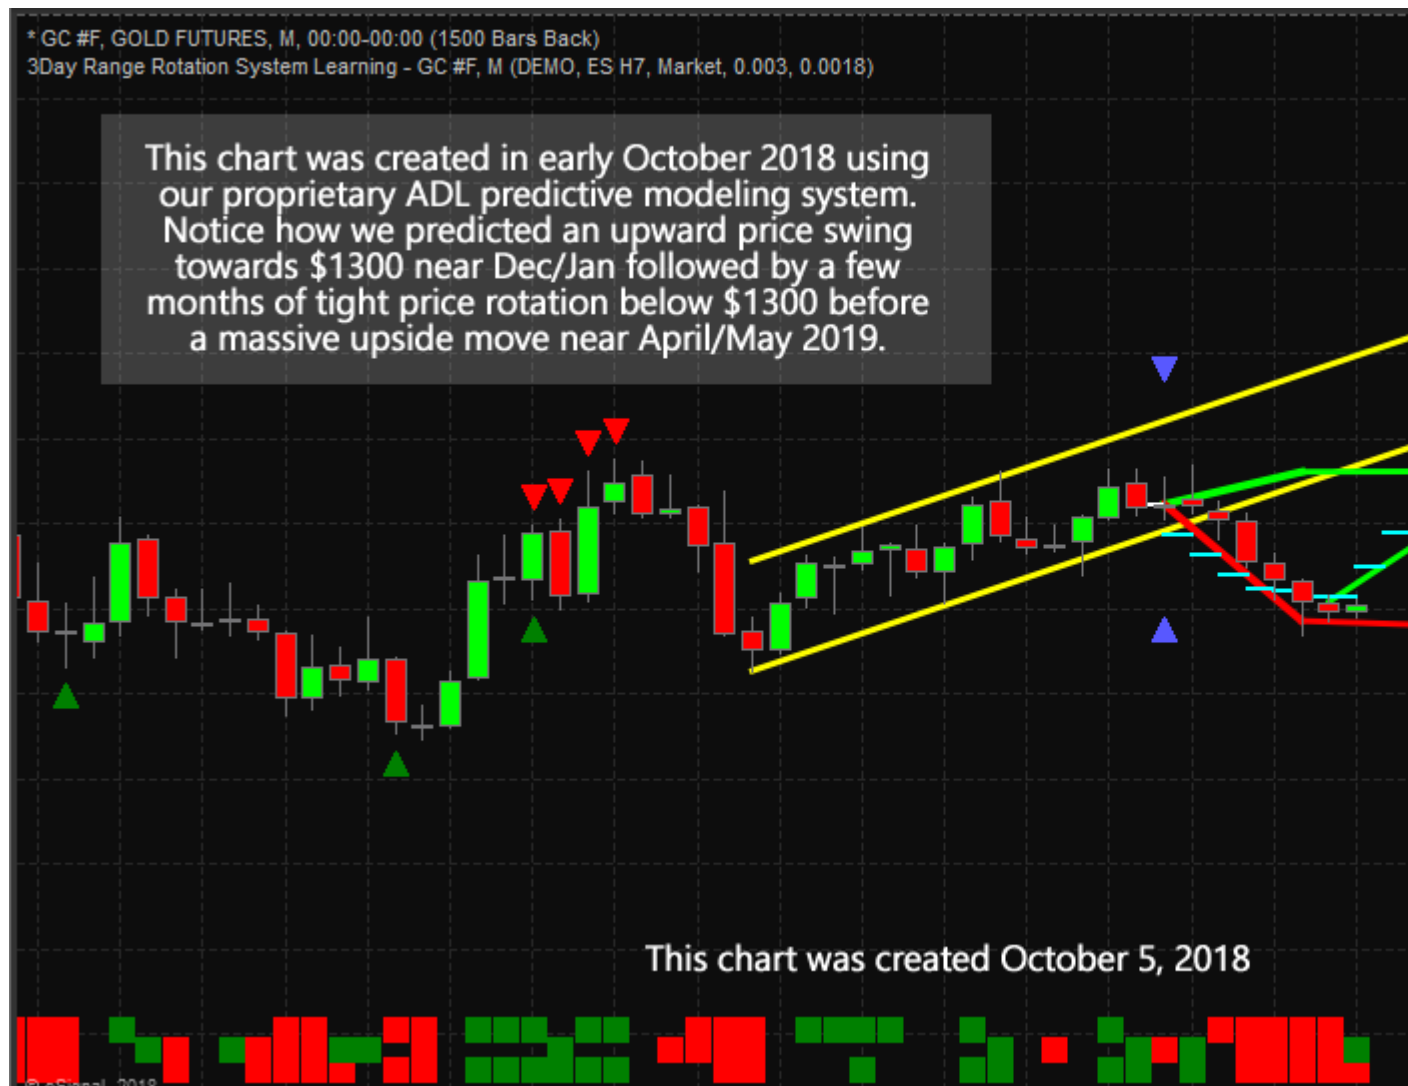 * GC #F, GOLD FUTURES, M, 00:00-00:00 (1500 Bars Back)
3Day Range Rotation System Learning - GC #F, M (DEMO, ES H7, Market, 0.003, 0.0018)
This chart was created in early October 2018 using
our proprietary ADL predictive modeling system.
Notice how we predicted an upward price swing
towards $1300 near Dec/Jan followed by a few
months of tight price rotation below $1300 before
a massive upside move near April/May 2019.
This chart was created October 5, 2018
© eSignal, 2018